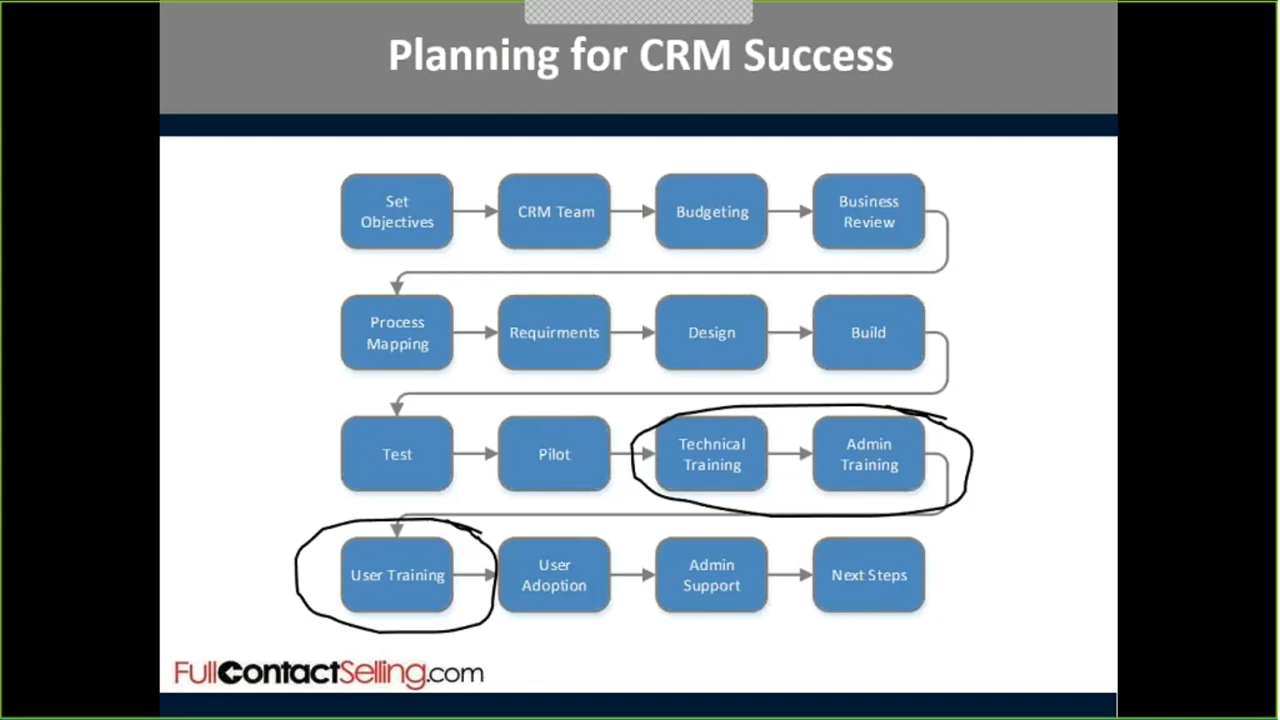 Planning for CRM Success
Set
Objectives
CRM Team
Budgeting
Business
Review
Process
Mapping
Requirments
Design
Build
Test
Pilot
Technical
Training
Admin
Training
User Training
User
Adoption
Admin
Support
Next Steps
FullContactSelling.com